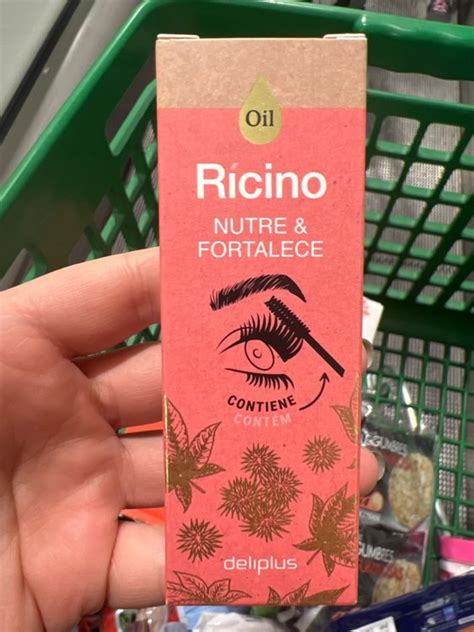 Oil
Rícino
NUTRE &
FORTALECE
CONTIENE
CONTÉM
deliplus